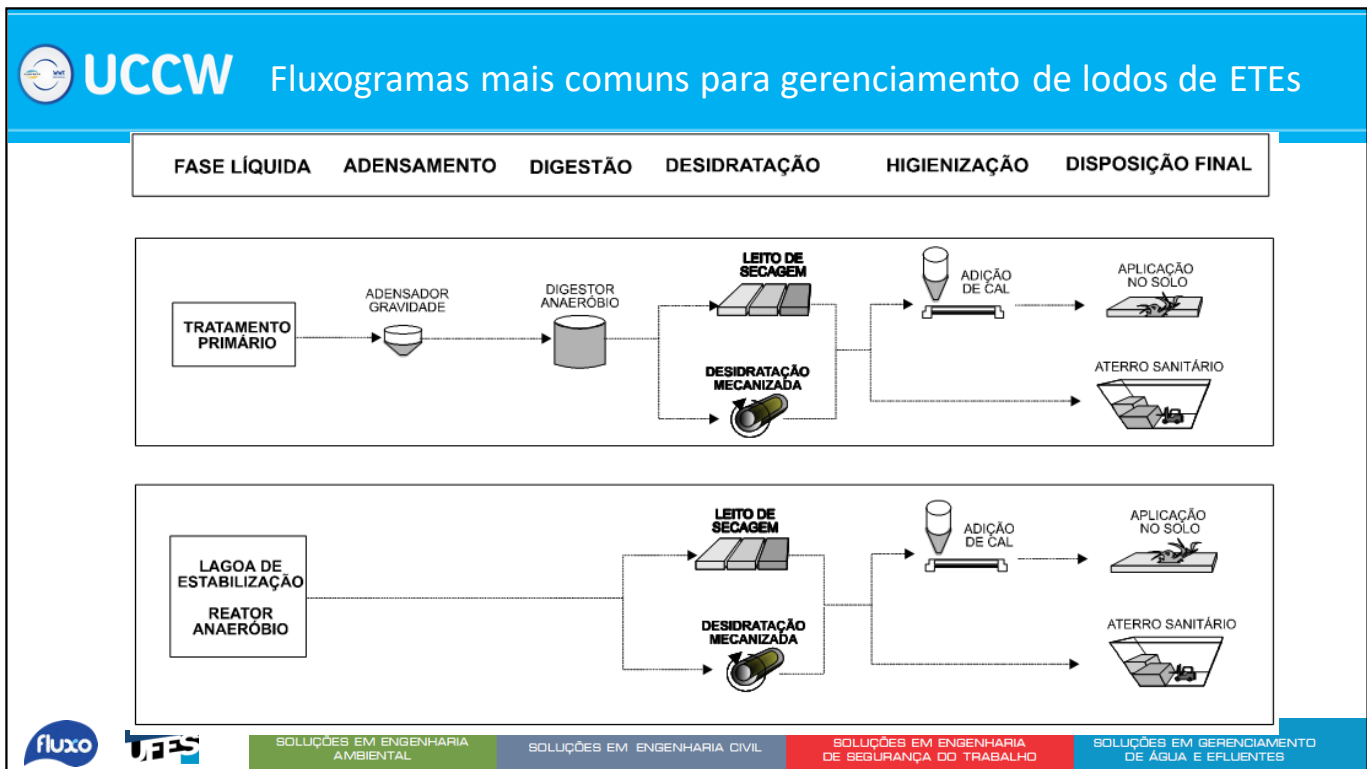 UCCW
Fluxogramas mais comuns para gerenciamento de lodos de ETEs
FASE LÍQUIDA ADENSAMENTO DIGESTÃO DESIDRATAÇÃO HIGIENIZAÇÃO DISPOSIÇÃO FINAL
TRATAMENTO
PRIMÁRIO
ADENSADOR
GRAVIDADE
DIGESTOR
ANAERÓBIO
LEITO DE
SECAGEM
DESIDRATAÇÃO
MECANIZADA
ADIÇÃO
DE CAL
APLICAÇÃO
NO SOLO
ATERRO SANITÁRIO
LAGOA DE
ESTABILIZAÇÃO
REATOR
ANAERÓBIO
LEITO DE
SECAGEM
DESIDRATAÇÃO
MECANIZADA
ADIÇÃO
DE CAL
APLICAÇÃO
NO SOLO
ATERRO SANITÁRIO
fluxo
UFES
SOLUÇÕES EM ENGENHARIA
AMBIENTAL
SOLUÇÕES EM ENGENHARIA CIVIL
SOLUÇÕES EM ENGENHARIA
DE SEGURANÇA DO TRABALHO
SOLUÇÕES EM GERENCIAMENTO
DE ÁGUA E EFLUENTES